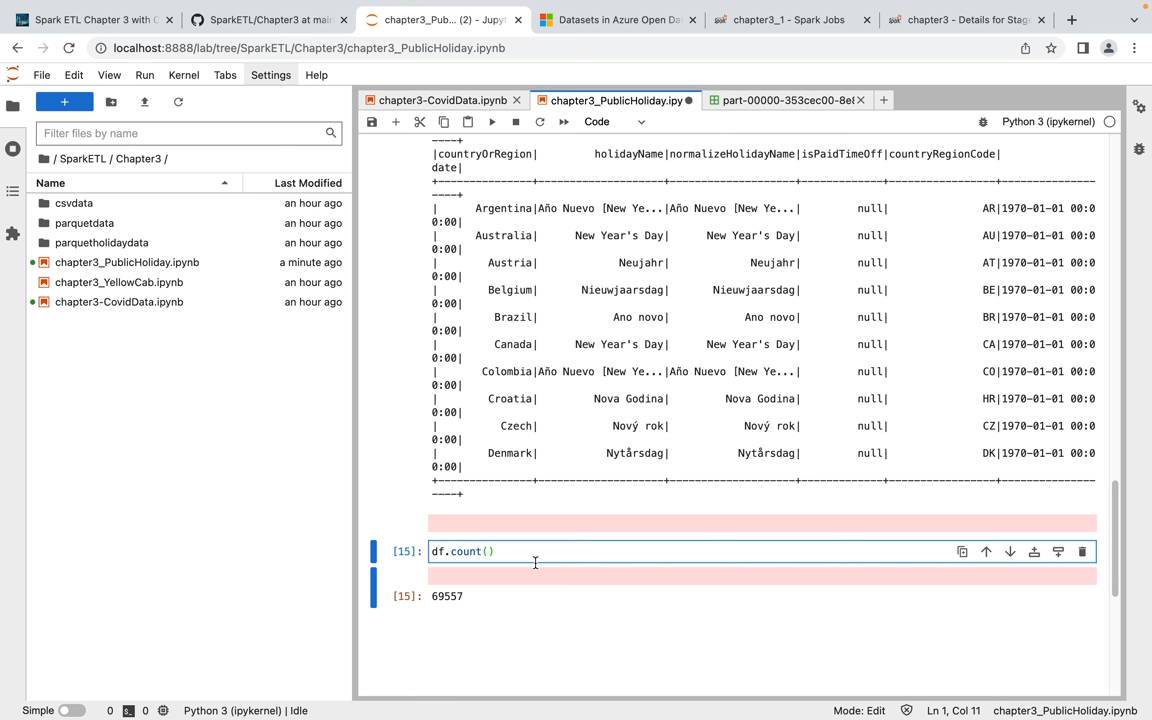 Spark ETL Chapter 3 with C
SparkETL/Chapter3 at mai
chapter3_Pub... (2) - Jupyt
Datasets in Azure Open Da
chapter3_1 - Spark Jobs
chapter3 - Details for Stage
localhost:8888/lab/tree/SparkETL/Chapter3/chapter3_PublicHoliday.ipynb
File Edit View Run Kernel Tabs Settings Help
chapter3-CovidData.ipynb
chapter3_PublicHoliday.ipy
part-00000-353cec00-8e
Filter files by name
Code
Python 3 (ipykernel)
/ SparkETL / Chapter3 /
Name Last Modified
csvdata an hour ago
parquetdata an hour ago
parquetholidaydata an hour ago
chapter3_PublicHoliday.ipynb a minute ago
chapter3_YellowCab.ipynb an hour ago
chapter3-CovidData.ipynb an hour ago
----+
|countryOrRegion| holidayName|normalizeHolidayName|isPaidTimeOff|countryRegionCode|
date|
+---------------+--------------------+--------------------+-------------+-----------------+---------------
----+
| Argentina|Año Nuevo [New Ye...|Año Nuevo [New Ye...| null| AR|1970-01-01 00:0
0:00|
| Australia| New Year's Day| New Year's Day| null| AU|1970-01-01 00:0
0:00|
| Austria| Neujahr| Neujahr| null| AT|1970-01-01 00:0
0:00|
| Belgium| Nieuwjaarsdag| Nieuwjaarsdag| null| BE|1970-01-01 00:0
0:00|
| Brazil| Ano novo| Ano novo| null| BR|1970-01-01 00:0
0:00|
| Canada| New Year's Day| New Year's Day| null| CA|1970-01-01 00:0
0:00|
| Colombia|Año Nuevo [New Ye...|Año Nuevo [New Ye...| null| CO|1970-01-01 00:0
0:00|
| Croatia| Nova Godina| Nova Godina| null| HR|1970-01-01 00:0
0:00|
| Czech| Nový rok| Nový rok| null| CZ|1970-01-01 00:0
0:00|
| Denmark| Nytårsdag| Nytårsdag| null| DK|1970-01-01 00:0
0:00|
+---------------+--------------------+--------------------+-------------+-----------------+---------------
----+
[15]: df.count()
[15]: 69557
Simple 0 0 Python 3 (ipykernel) | Idle Mode: Edit Ln 1, Col 11 chapter3_PublicHoliday.ipynb